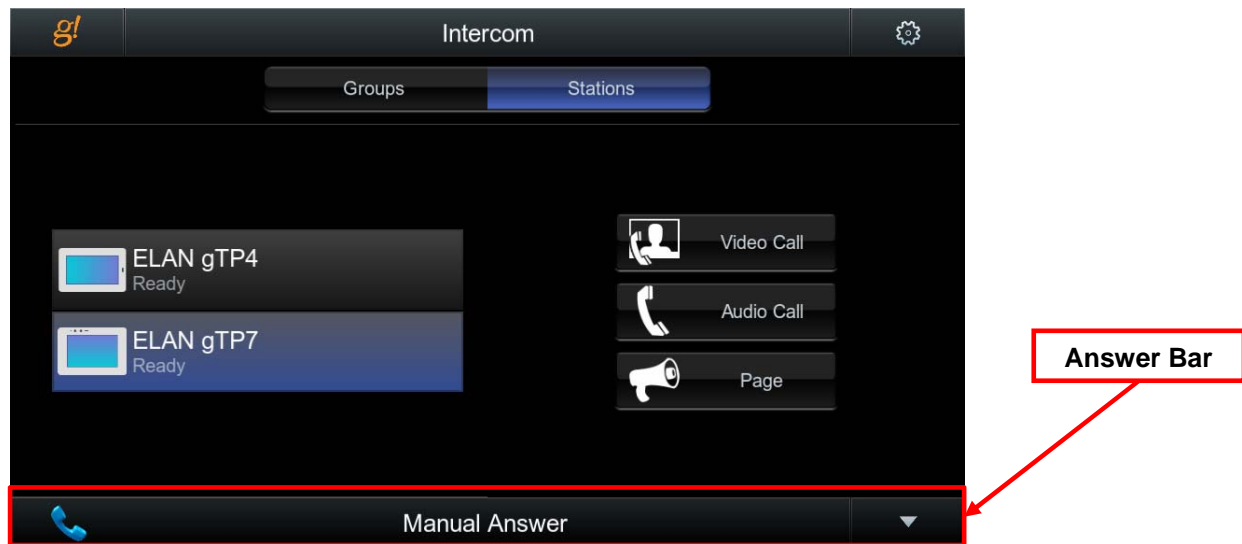 g!
Intercom
Groups
Stations
ELAN gTP4
Ready
ELAN gTP7
Ready
Video Call
Audio Call
Page
Answer Bar
Manual Answer